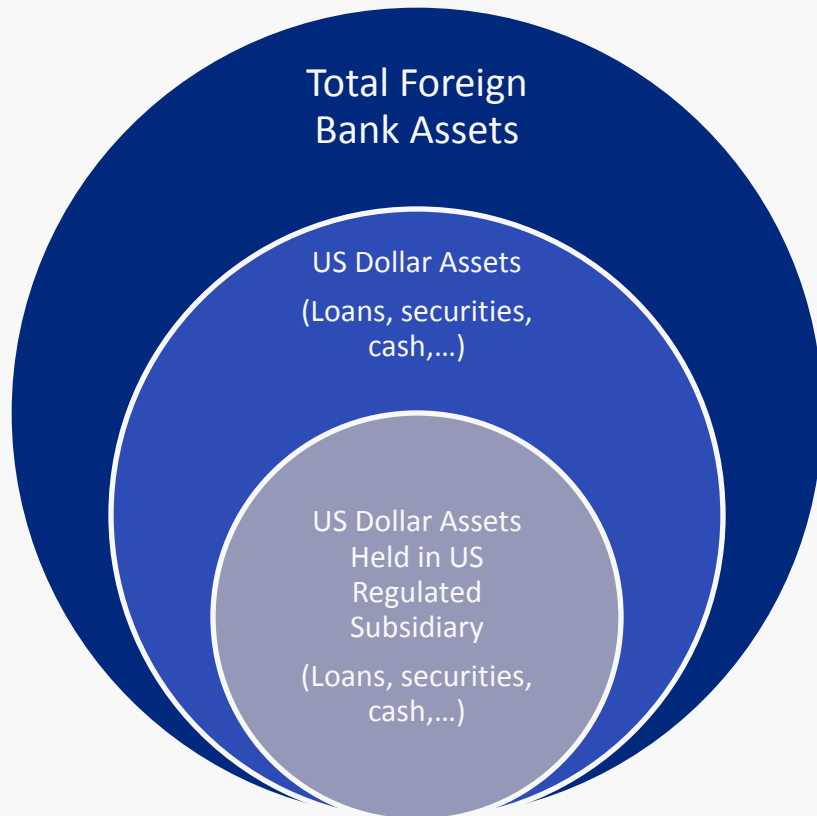 Total Foreign
Bank Assets
US Dollar Assets
(Loans, securities,
cash,...)
US Dollar Assets
Held in US
Regulated
Subsidiary
(Loans, securities,
cash,...)